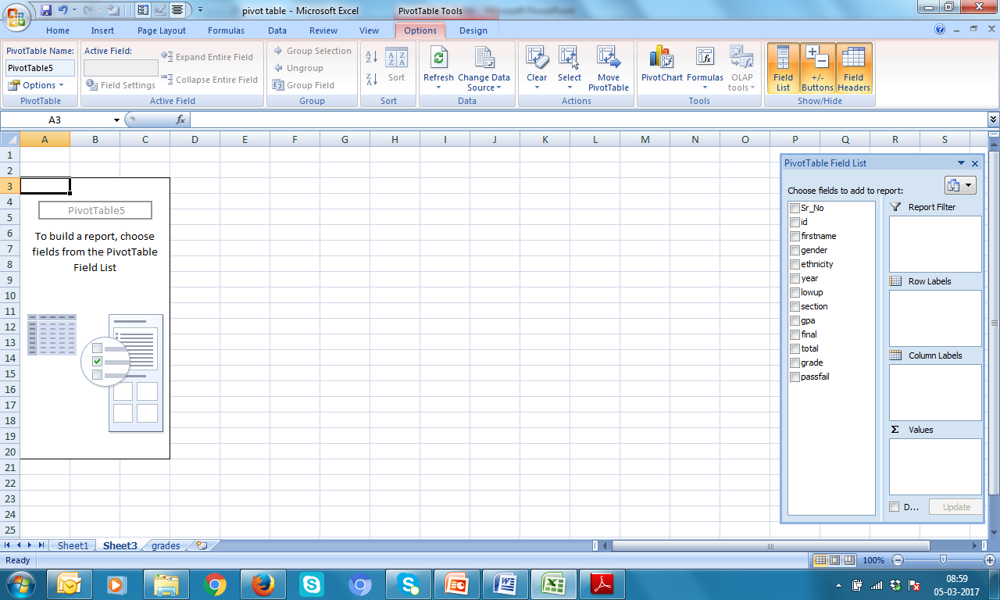 pivot table - Microsoft Excel
PivotTable Tools
Home Insert Page Layout Formulas Data Review View Options Design
PivotTable Name:
PivotTable5
Options
PivotTable
Active Field:
Field Settings
Expand Entire Field
Collapse Entire Field
Active Field
Group Selection
Ungroup
Group Field
Group
Sort
Sort
Refresh
Change Data
Source
Data
Clear
Select
Move
PivotTable
Actions
PivotChart
Formulas
OLAP
tools
Tools
Field
List
+/-
Buttons
Field
Headers
Show/Hide
A3
fx
A B C D E F G H I J K L M N O P Q R S
1
2
3
4
5
6
7
8
9
10
11
12
13
14
15
16
17
18
19
20
21
22
23
24
25
PivotTable5
To build a report, choose
fields from the PivotTable
Field List
PivotTable Field List
Choose fields to add to report:
Sr_No
id
firstname
gender
ethnicity
year
lowup
section
gpa
final
total
grade
passfail
Report Filter
Row Labels
Column Labels
Σ Values
D...
Update
Sheet1 Sheet3 grades
Ready
100%
08:59
05-03-2017